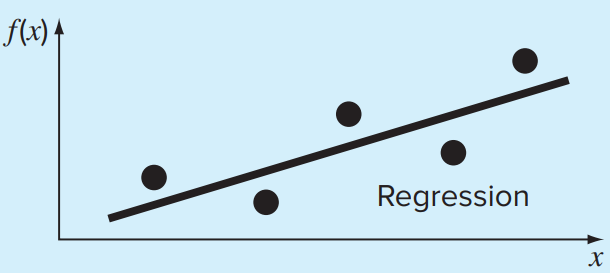 f(x)
Regression
x